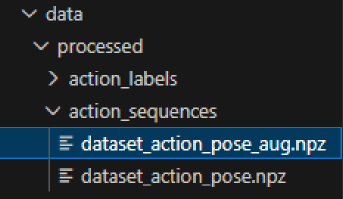 data
processed
action_labels
action_sequences
dataset_action_pose_aug.npz
dataset_action_pose.npz